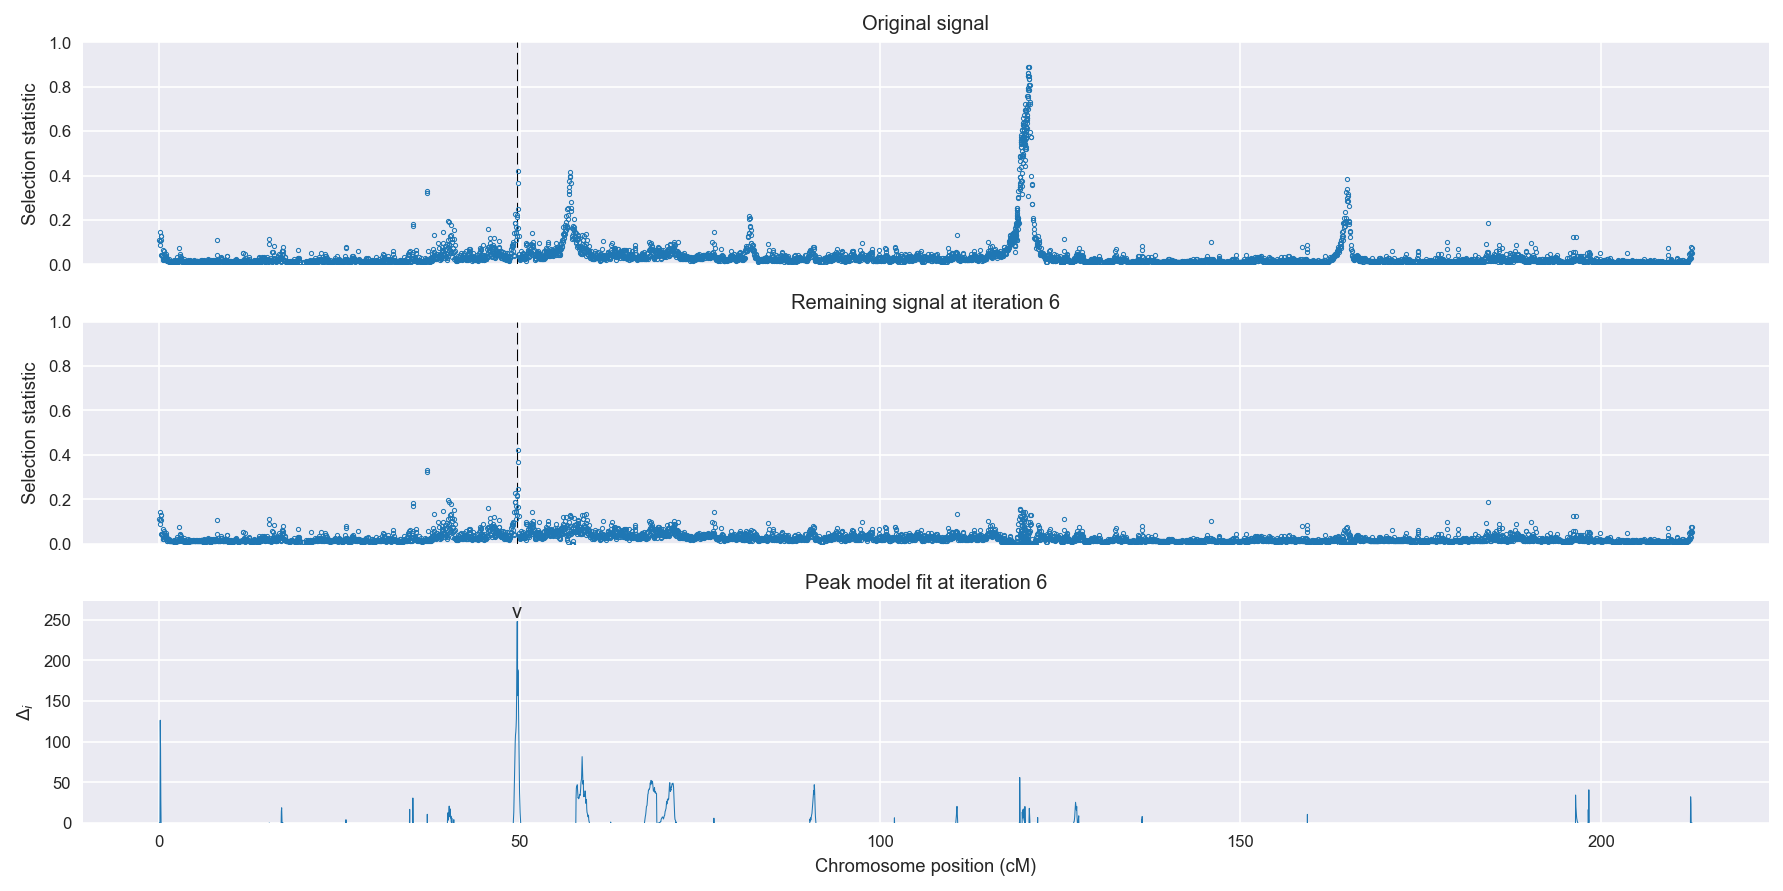 Original signal
1.0
0.8
0.6
0.4
0.2
0.0
Selection statistic
Remaining signal at iteration 6
1.0
0.8
0.6
0.4
0.2
0.0
Selection statistic
Peak model fit at iteration 6
v
250
200
150
100
50
0
Δi
0 50 100 150 200
Chromosome position (cM)